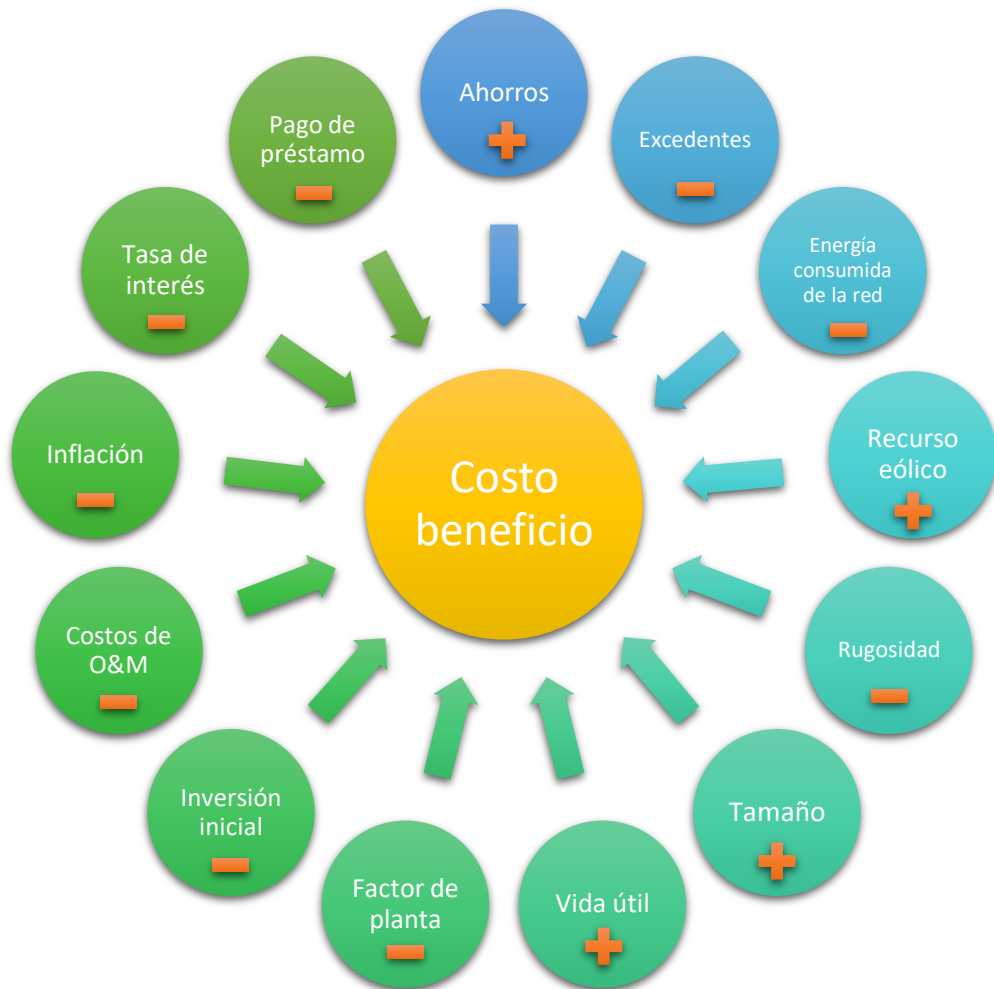 Ahorros
Excedentes
Energía
consumida
de la red
Recurso
eólico
Rugosidad
Tamaño
Vida útil
Factor de
planta
Inversión
inicial
Costos de
O&M
Inflación
Tasa de
interés
Pago de
préstamo
Costo
beneficio